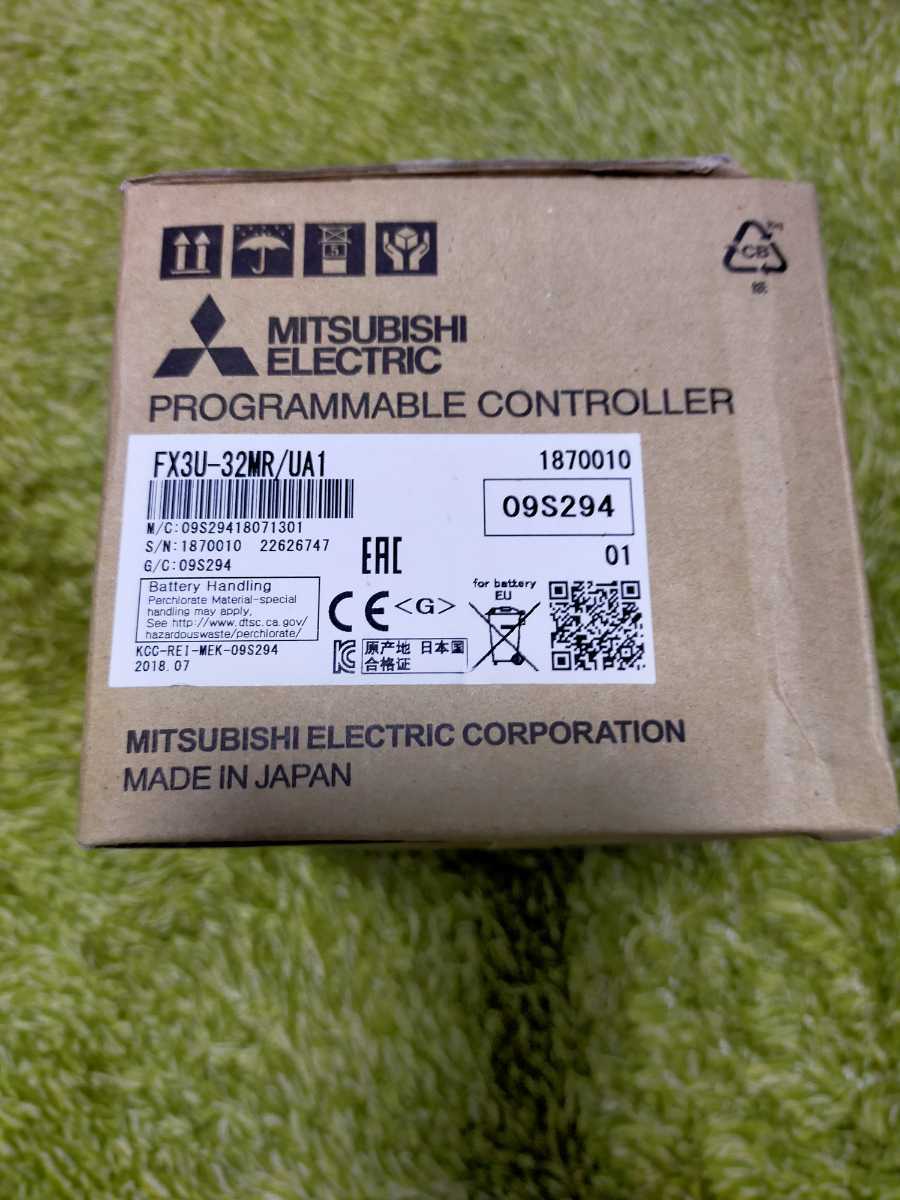 5
CB
紙
MITSUBISHI
ELECTRIC
PROGRAMMABLE CONTROLLER
FX3U-32MR/UA1
1870010
M/C:09S29418071301
09S294
S/N:1870010 22626747
G/C:09S294
EAC
01
Battery Handling
Perchlorate Material-special
handling may apply,
See http://www.dtsc.ca.gov/
hazardouswaste/perchlorate/
CE <G>
for battery
EU
KCC-REI-MEK-09S294
2018.07
原产地 日本国
合格证
MITSUBISHI ELECTRIC CORPORATION
MADE IN JAPAN